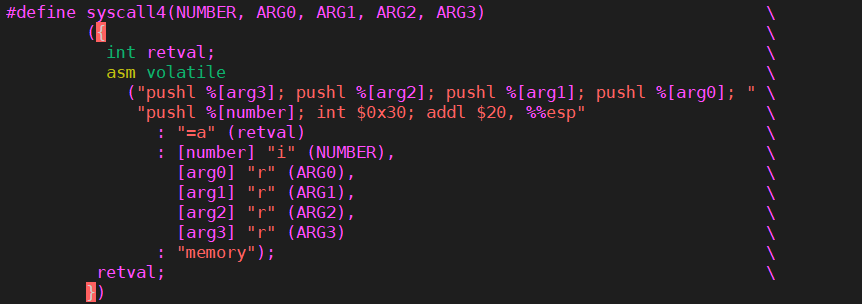 #define syscall4(NUMBER, ARG0, ARG1, ARG2, ARG3) \
({ \
int retval; \
asm volatile \
("pushl %[arg3]; pushl %[arg2]; pushl %[arg1]; pushl %[arg0]; " \
"pushl %[number]; int $0x30; addl $20, %%esp" \
: "=a" (retval) \
: [number] "i" (NUMBER), \
[arg0] "r" (ARG0), \
[arg1] "r" (ARG1), \
[arg2] "r" (ARG2), \
[arg3] "r" (ARG3) \
: "memory"); \
retval; \
})